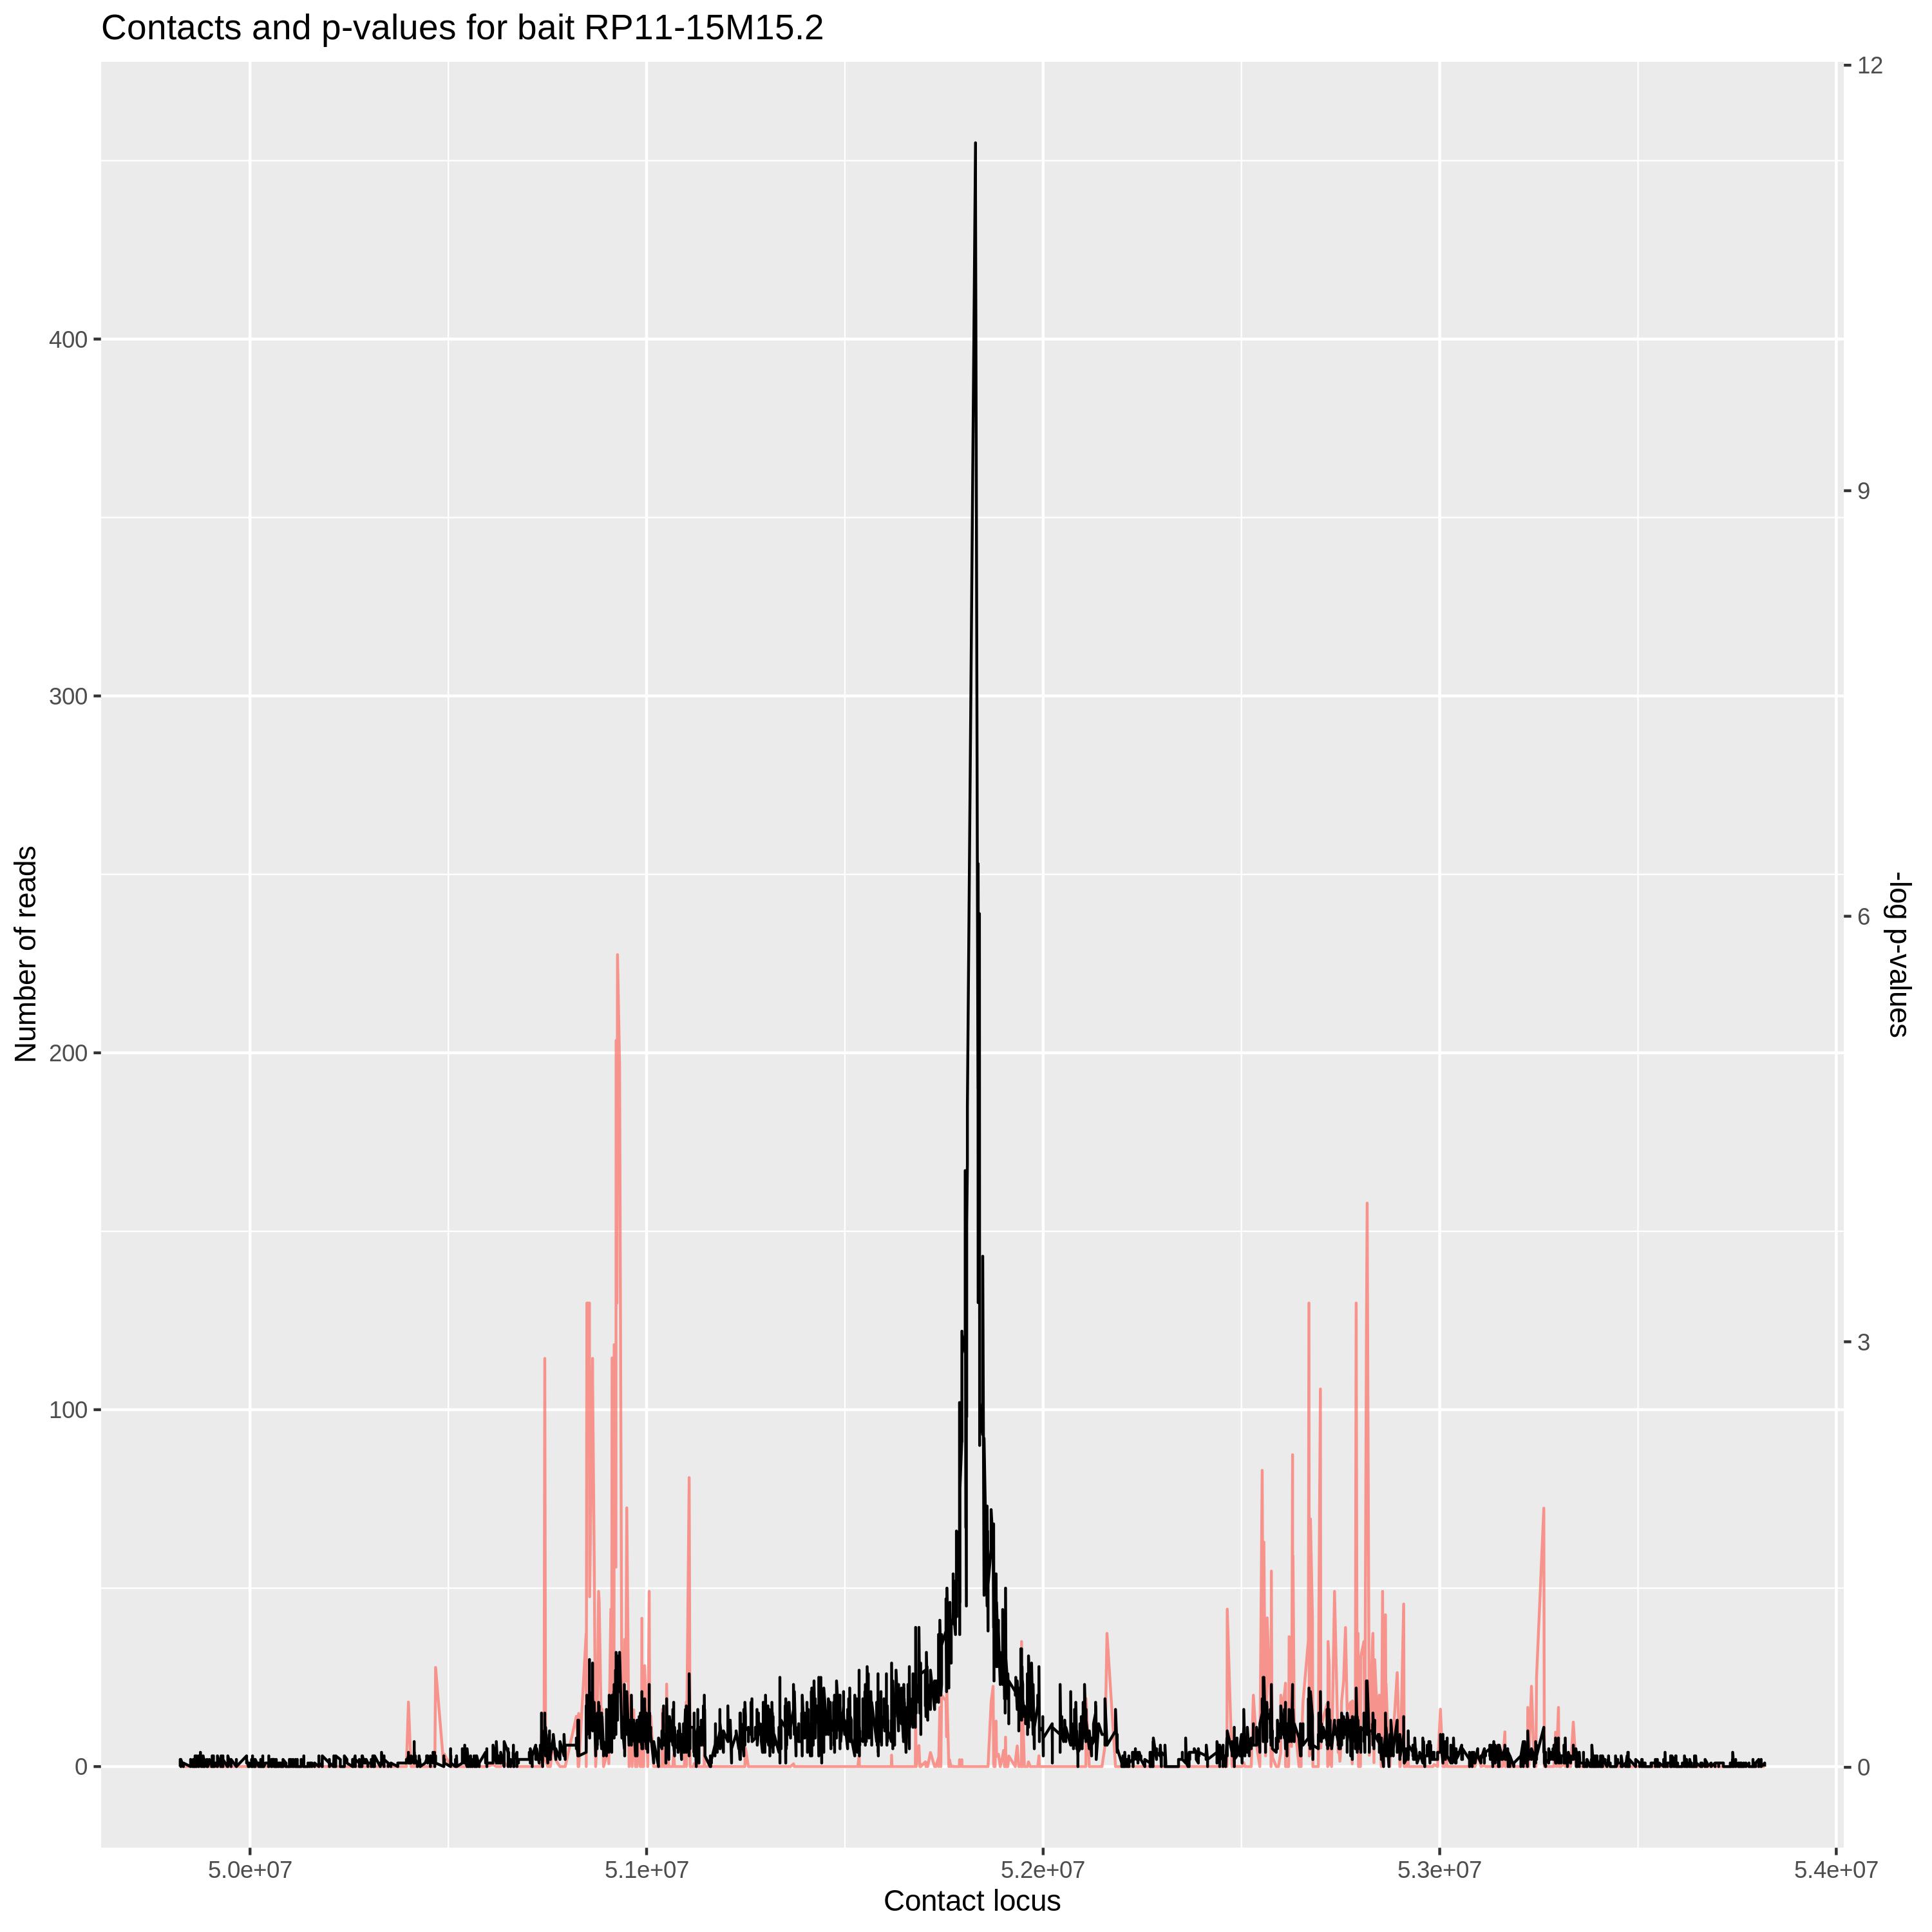 Contacts and p-values for bait RP11-15M15.2
12
9
6
3
0
-log p-values
400
300
200
100
0
Number of reads
5.0e+07
5.1e+07
5.2e+07
5.3e+07
5.4e+07
Contact locus